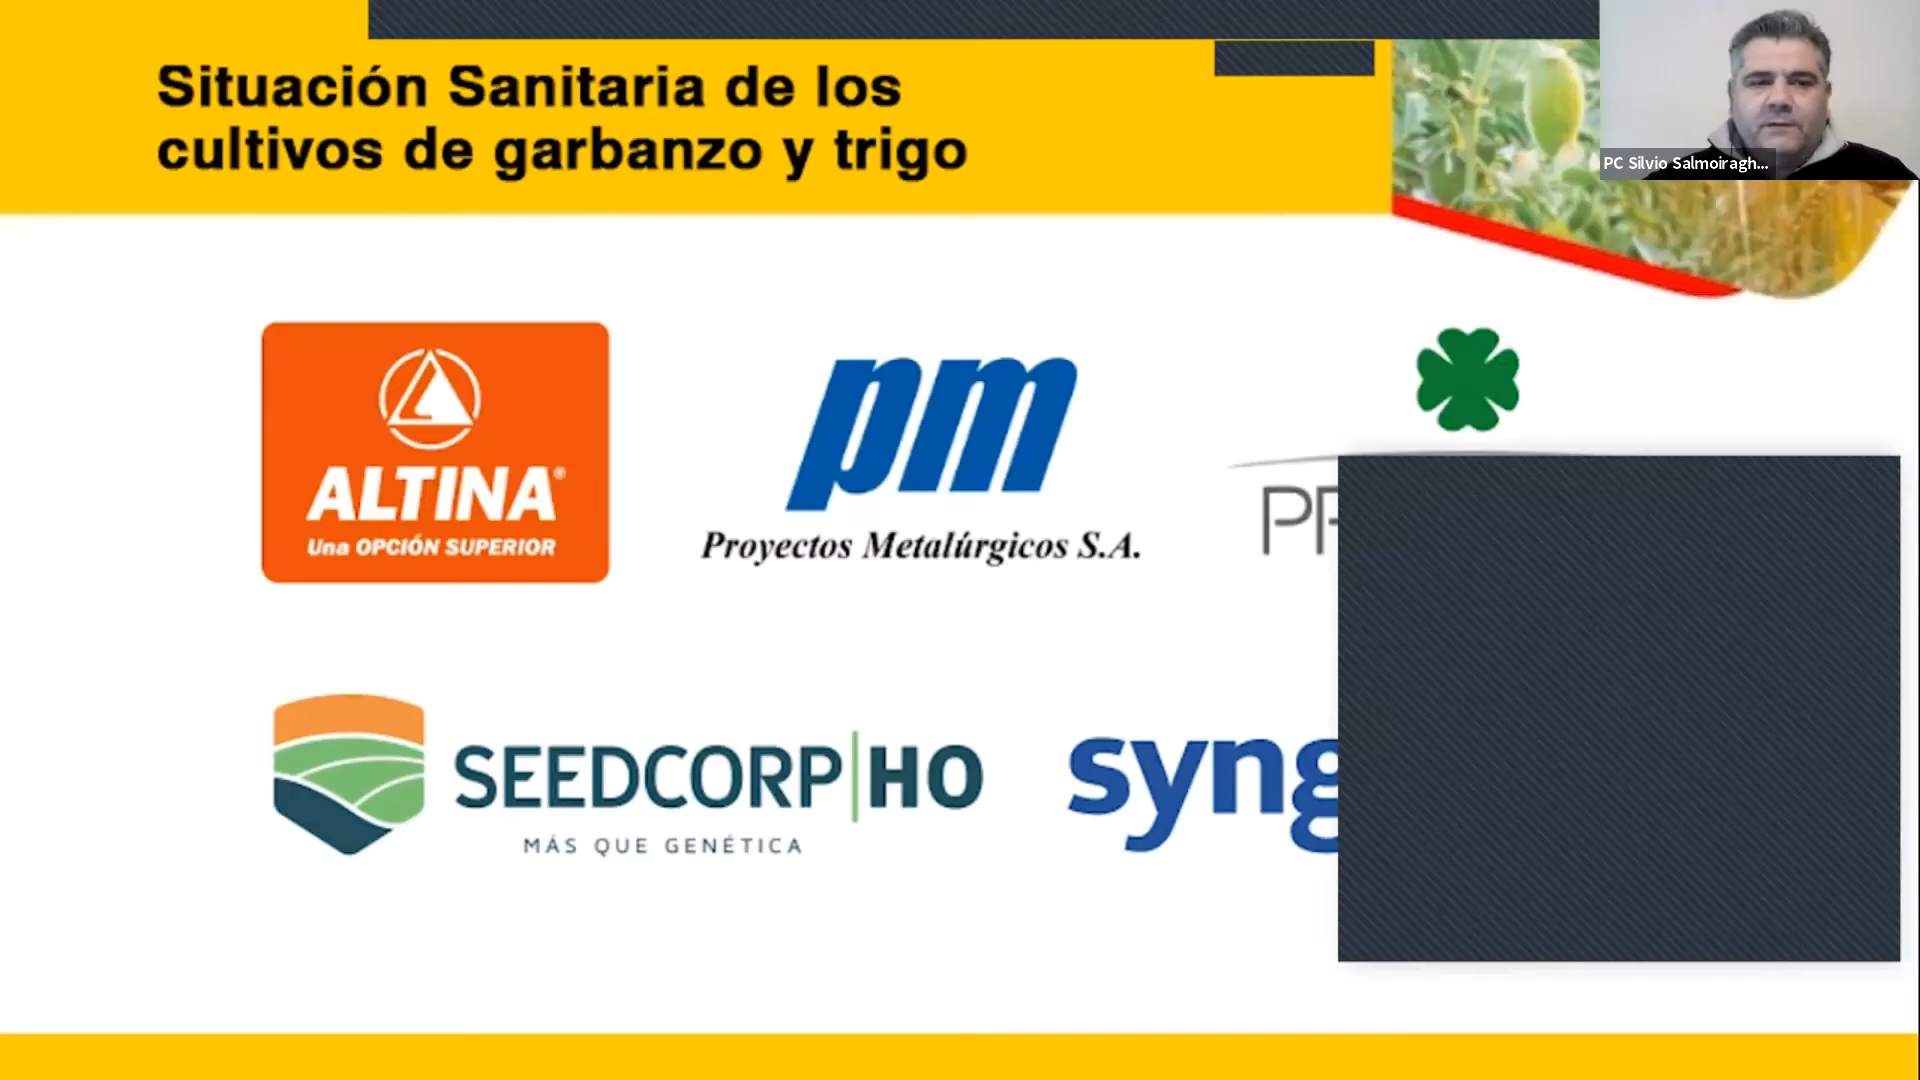 Situación Sanitaria de los
cultivos de garbanzo y trigo
PC Silvio Salmoiragh...
ALTINA®
Una OPCIÓN SUPERIOR
pm
Proyectos Metalúrgicos S.A.
SEEDCORP|HO
MÁS QUE GENÉTICA